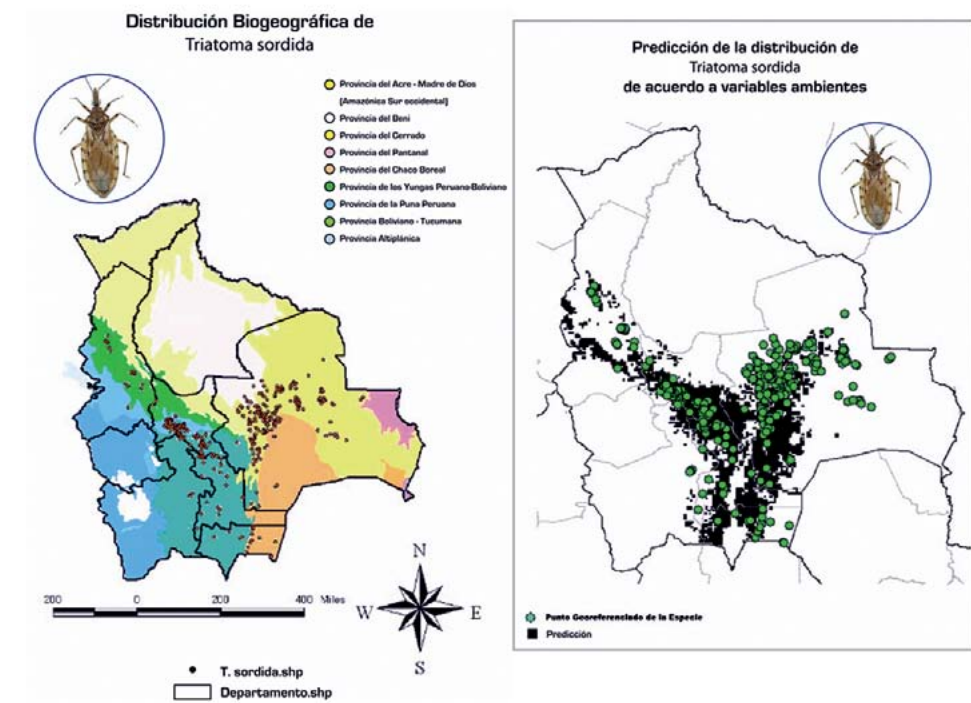 Distribución Biogeográfica de
Triatoma sordida
Provincia del Acre - Madre de Dios
(Amazónica Sur occidental)
Provincia del Beni
Provincia del Cerrado
Provincia del Pantanal
Provincia del Chaco Boreal
Provincia de los Yungas Peruano-Boliviano
Provincia de la Puna Peruana
Provincia Boliviano - Tucumana
Provincia Altiplánica
200 0 200 400 Miles
N
W E
S
T. sordida.shp
Departamento.shp
Predicción de la distribución de
Triatoma sordida
de acuerdo a variables ambientes
Punto Georeferenciado de la Especie
Predicción